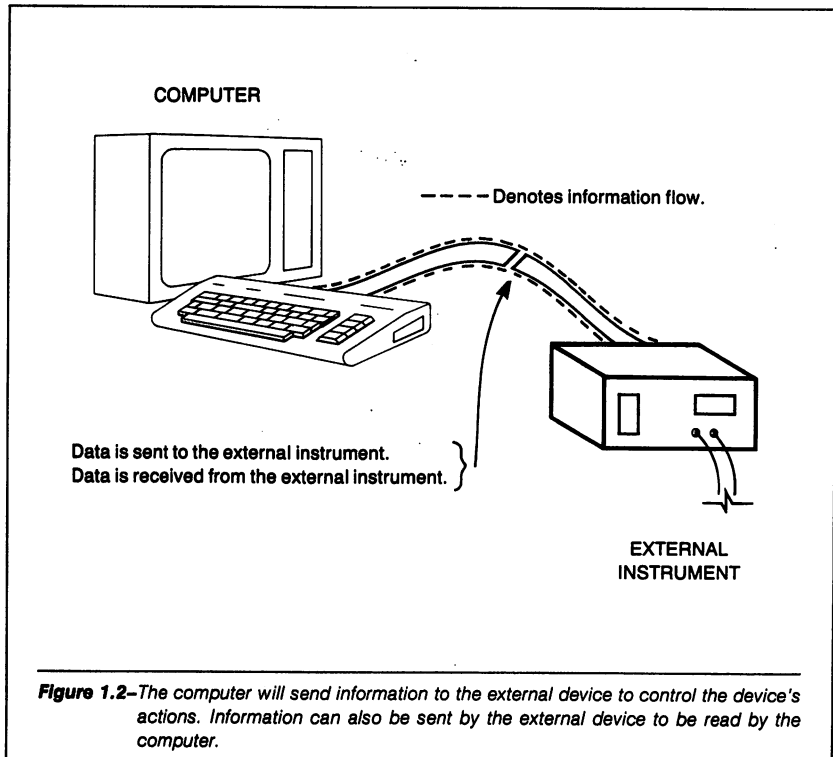 COMPUTER
----- Denotes information flow.
Data is sent to the external instrument.
Data is received from the external instrument.
EXTERNAL
INSTRUMENT
Figure 1.2–The computer will send information to the external device to control the device's
actions. Information can also be sent by the external device to be read by the
computer.